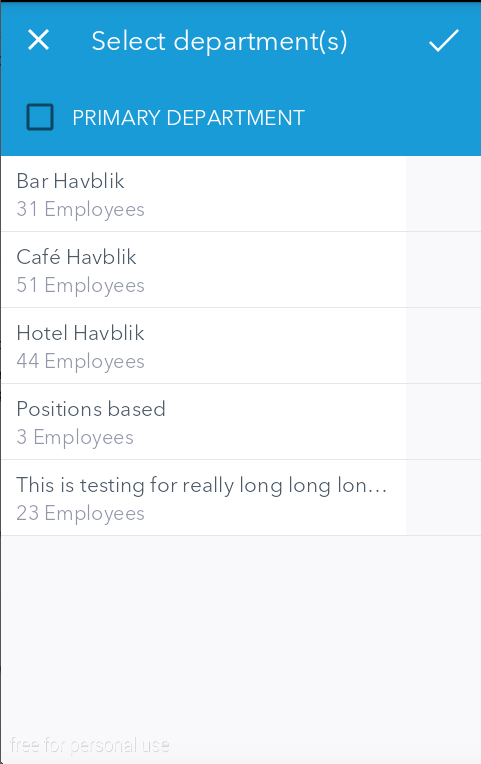 Select department(s)
PRIMARY DEPARTMENT
Bar Havblik
31 Employees
Café Havblik
51 Employees
Hotel Havblik
44 Employees
Positions based
3 Employees
This is testing for really long long lon...
23 Employees
free for personal use